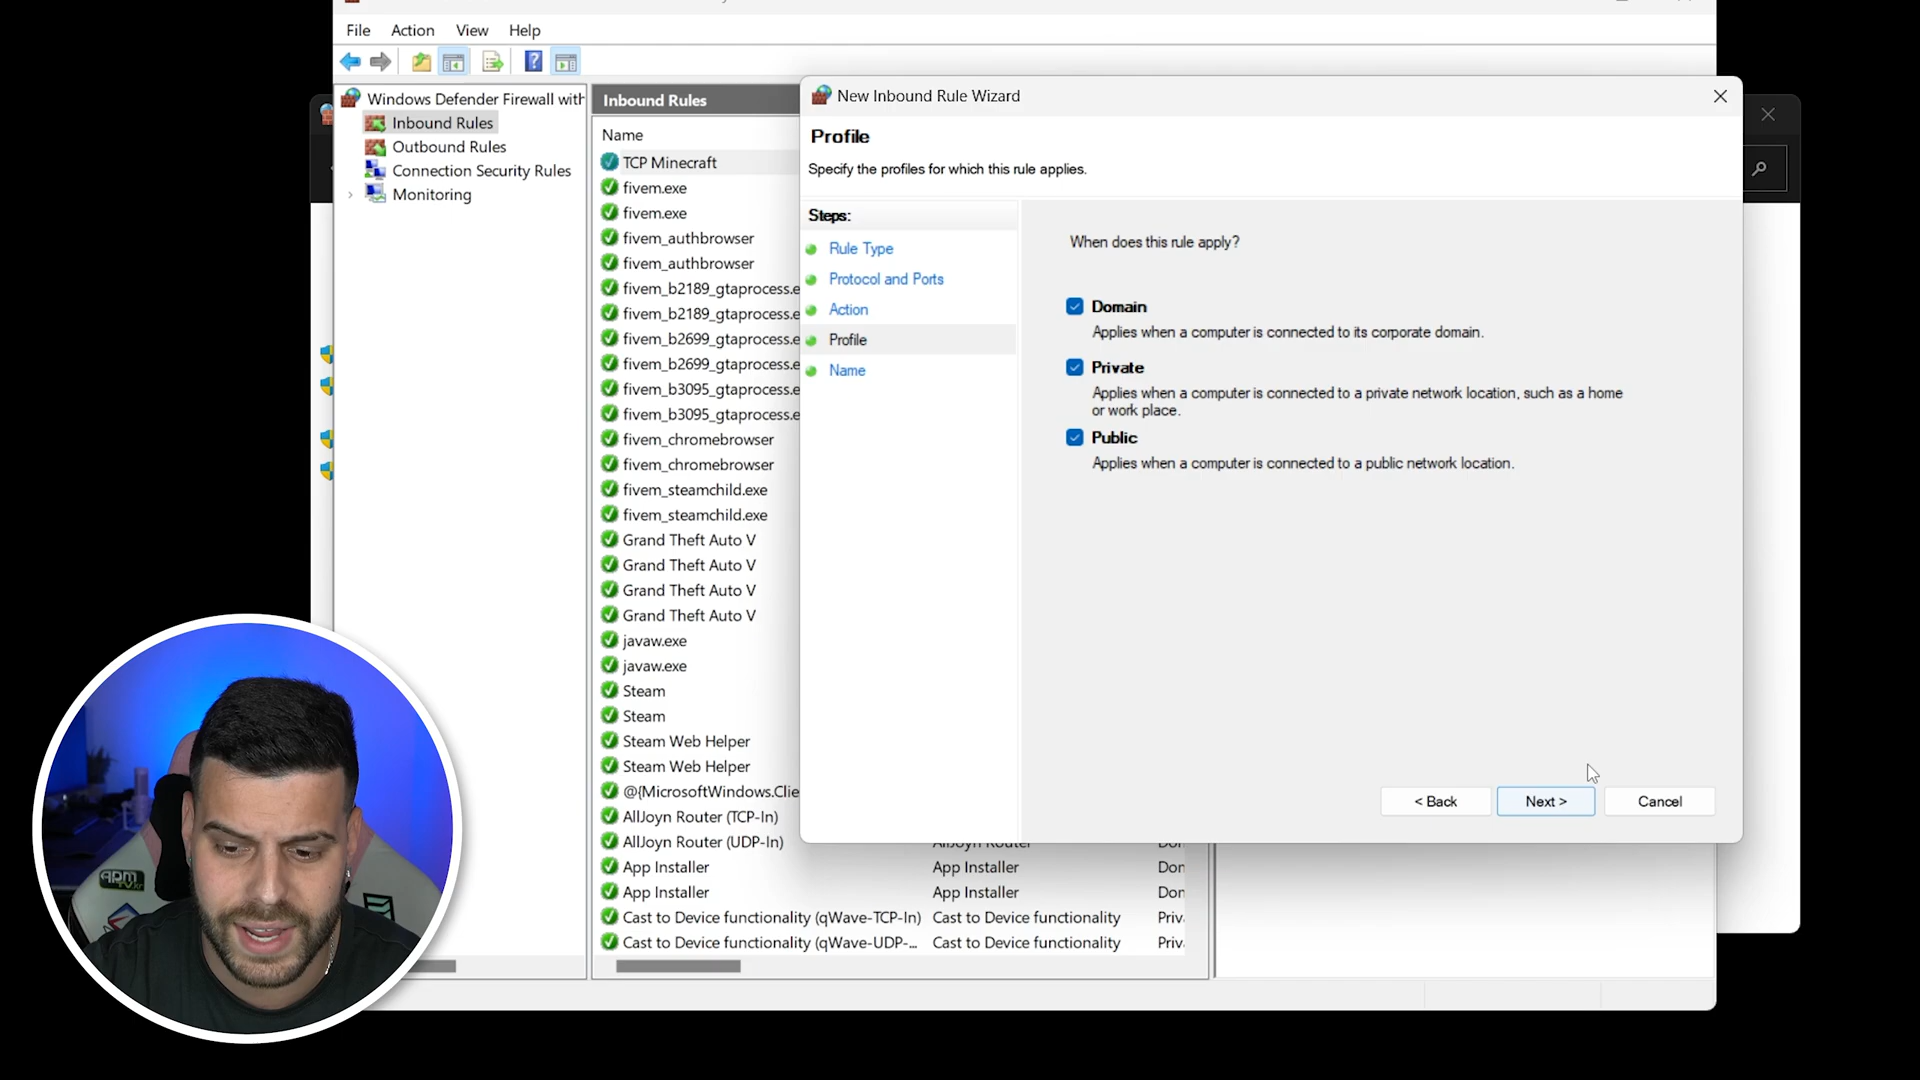 File Action View Help
Windows Defender Firewall with
Inbound Rules
Outbound Rules
Connection Security Rules
Monitoring
Inbound Rules
Name
TCP Minecraft
fivem.exe
fivem.exe
fivem_authbrowser
fivem_authbrowser
fivem_b2189_gtaprocess.e
fivem_b2189_gtaprocess.e
fivem_b2699_gtaprocess.e
fivem_b2699_gtaprocess.e
fivem_b3095_gtaprocess.e
fivem_b3095_gtaprocess.e
fivem_chromebrowser
fivem_chromebrowser
fivem_steamchild.exe
fivem_steamchild.exe
Grand Theft Auto V
Grand Theft Auto V
Grand Theft Auto V
Grand Theft Auto V
javaw.exe
javaw.exe
Steam
Steam
Steam Web Helper
Steam Web Helper
@{MicrosoftWindows.Clie
AllJoyn Router (TCP-In)
AllJoyn Router (UDP-In) AllJoyn Router Don
App Installer App Installer Don
App Installer App Installer Don
Cast to Device functionality (qWave-TCP-In) Cast to Device functionality Priv
Cast to Device functionality (qWave-UDP-... Cast to Device functionality Priv
New Inbound Rule Wizard
Profile
Specify the profiles for which this rule applies.
Steps:
Rule Type
Protocol and Ports
Action
Profile
Name
When does this rule apply?
Domain
Applies when a computer is connected to its corporate domain.
Private
Applies when a computer is connected to a private network location, such as a home
or work place.
Public
Applies when a computer is connected to a public network location.
< Back Next > Cancel